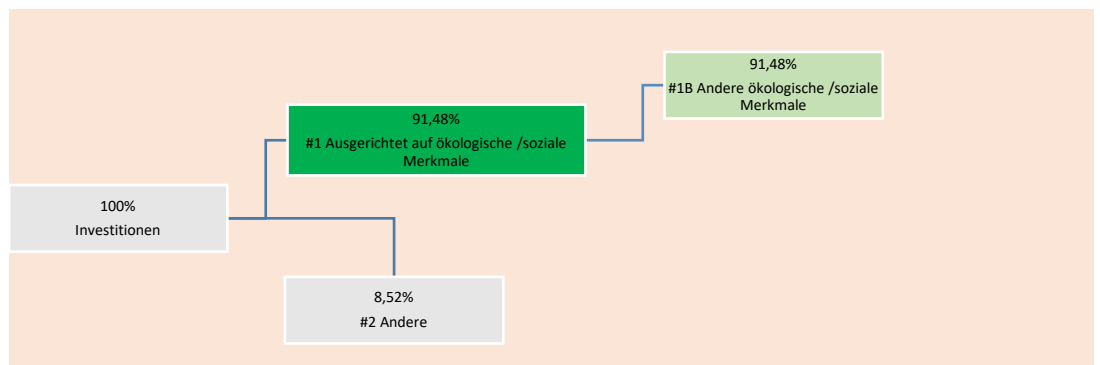 91,48%
#1B Andere ökologische /soziale
Merkmale
91,48%
#1 Ausgerichtet auf ökologische /soziale
Merkmale
100%
Investitionen
8,52%
#2 Andere